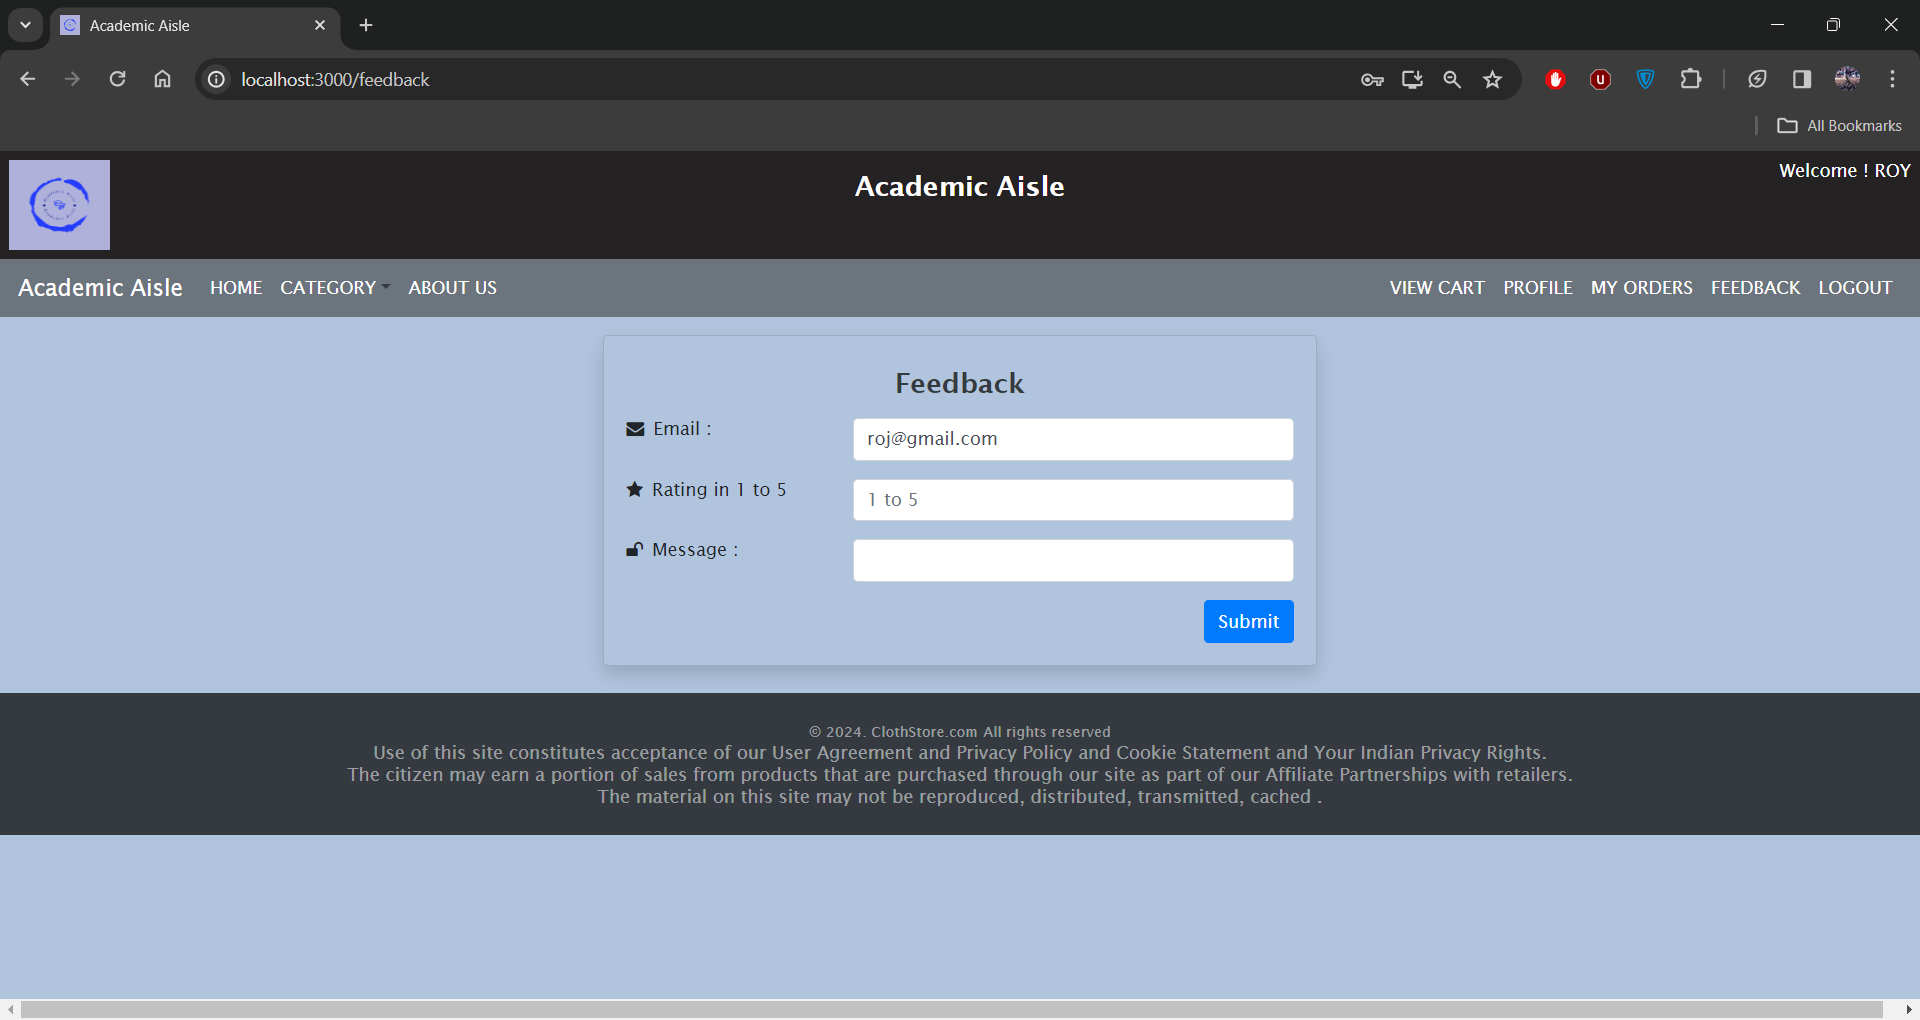 Academic Aisle
localhost:3000/feedback
All Bookmarks
Academic Aisle
Welcome ! ROY
Academic Aisle HOME CATEGORY ABOUT US VIEW CART PROFILE MY ORDERS FEEDBACK LOGOUT
Feedback
Email :
roj@gmail.com
Rating in 1 to 5
1 to 5
Message :
Submit
© 2024. ClothStore.com All rights reserved
Use of this site constitutes acceptance of our User Agreement and Privacy Policy and Cookie Statement and Your Indian Privacy Rights.
The citizen may earn a portion of sales from products that are purchased through our site as part of our Affiliate Partnerships with retailers.
The material on this site may not be reproduced, distributed, transmitted, cached .